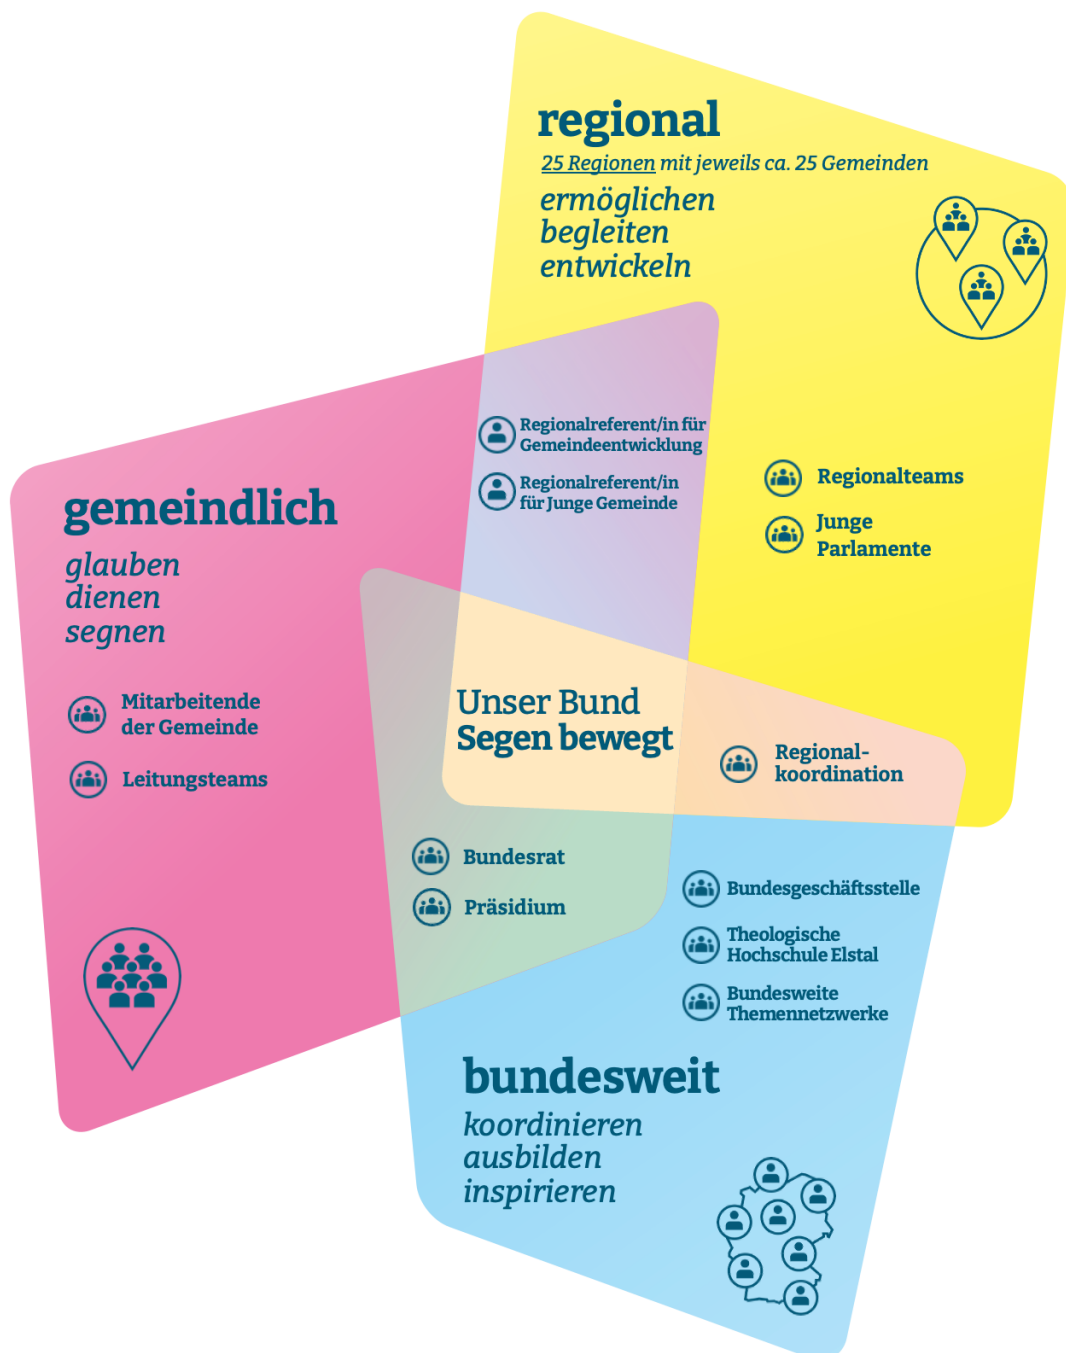 regional
25 Regionen mit jeweils ca. 25 Gemeinden
ermöglichen
begleiten
entwickeln
Regionalreferent/in für
Gemeindeentwicklung
Regionalreferent/in
für Junge Gemeinde
Regionalteams
Junge
Parlamente
gemeindlich
glauben
dienen
segnen
Mitarbeitende
der Gemeinde
Leitungsteams
Unser Bund
Segen bewegt
Regional-
koordination
Bundesrat
Präsidium
Bundesgeschäftsstelle
Theologische
Hochschule Elstal
Bundesweite
Themennetzwerke
bundesweit
koordinieren
ausbilden
inspirieren